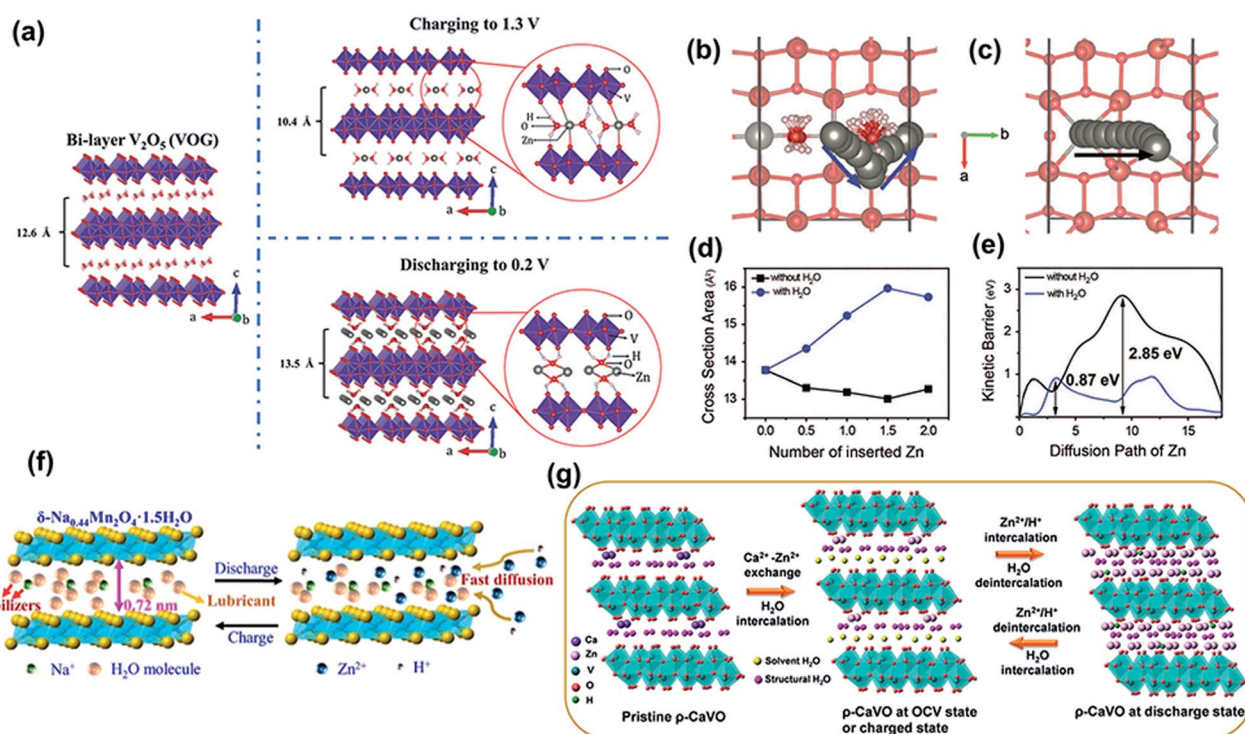 (a)
Bi-layer V₂O₅ (VOG)
12.6 Å
c
a
b
Charging to 1.3 V
10.4 Å
O
V
H
O
Zn
c
a
b
Discharging to 0.2 V
13.5 Å
O
V
H
O
Zn
c
a
b
(b)
b
a
(c)
(d)
without H₂O
with H₂O
Cross Section Area (Å²)
16
15
14
13
0.0 0.5 1.0 1.5 2.0
Number of inserted Zn
(e)
without H₂O
with H₂O
Kinetic Barrier (eV)
3
2
1
0
2.85 eV
0.87 eV
0 5 10 15
Diffusion Path of Zn
(f)
δ-Na₀.₄₄Mn₂O₄·1.5H₂O
ilizers
0.72 nm
Lubricant
Discharge
Charge
Fast diffusion
Na⁺
H₂O molecule
Zn²⁺
H⁺
(g)
Ca
Zn
V
O
H
Pristine ρ-CaVO
Ca²⁺ -Zn²⁺
exchange
H₂O
intercalation
Solvent H₂O
Structural H₂O
ρ-CaVO at OCV state
or charged state
Zn²⁺/H⁺
intercalation
H₂O
deintercalation
Zn²⁺/H⁺
deintercalation
H₂O
intercalation
ρ-CaVO at discharge state